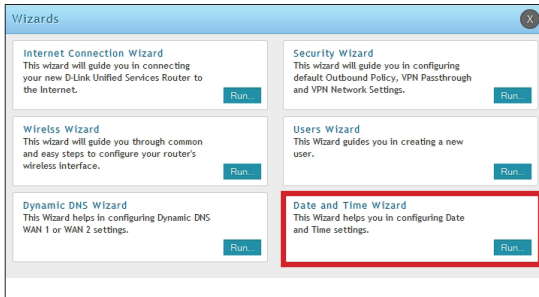 Wizards
X
Internet Connection Wizard
This wizard will guide you in connecting
your new D-Link Unified Services Router to
the Internet.
Run...
Security Wizard
This wizard will guide you in configuring
default Outbound Policy, VPN Passthrough
and VPN Network Settings.
Run...
Wirelss Wizard
This wizard will guide you through common
and easy steps to configure your router's
wireless interface.
Run...
Users Wizard
This Wizard guides you in creating a new
user.
Run...
Dynamic DNS Wizard
This Wizard helps in configuring Dynamic DNS
WAN 1 or WAN 2 settings.
Run...
Date and Time Wizard
This Wizard helps you in configuring Date
and Time settings.
Run...